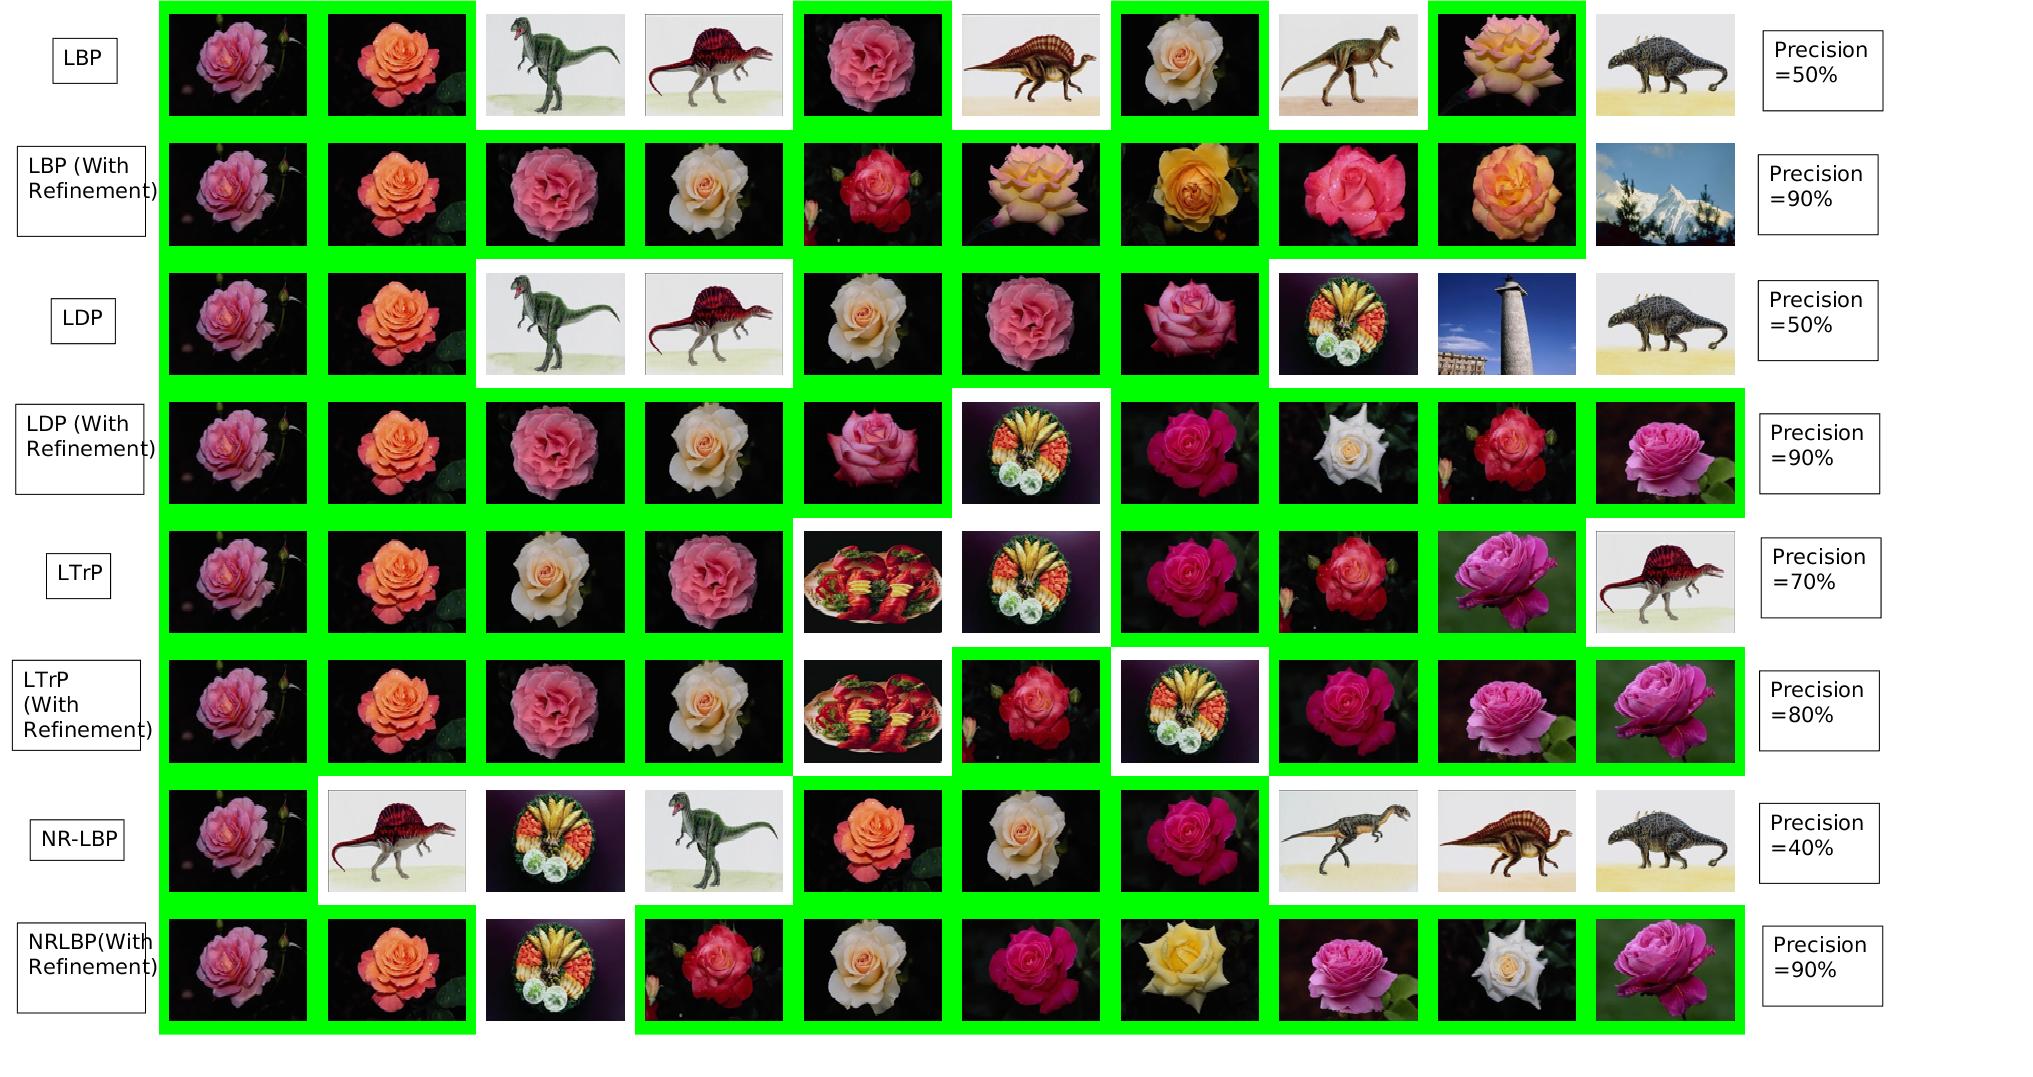 LBP
Precision
=50%
LBP (With
Refinement)
Precision
=90%
LDP
Precision
=50%
LDP (With
Refinement)
Precision
=90%
LTrP
Precision
=70%
LTrP
(With
Refinement)
Precision
=80%
NR-LBP
Precision
=40%
NRLBP(With
Refinement)
Precision
=90%